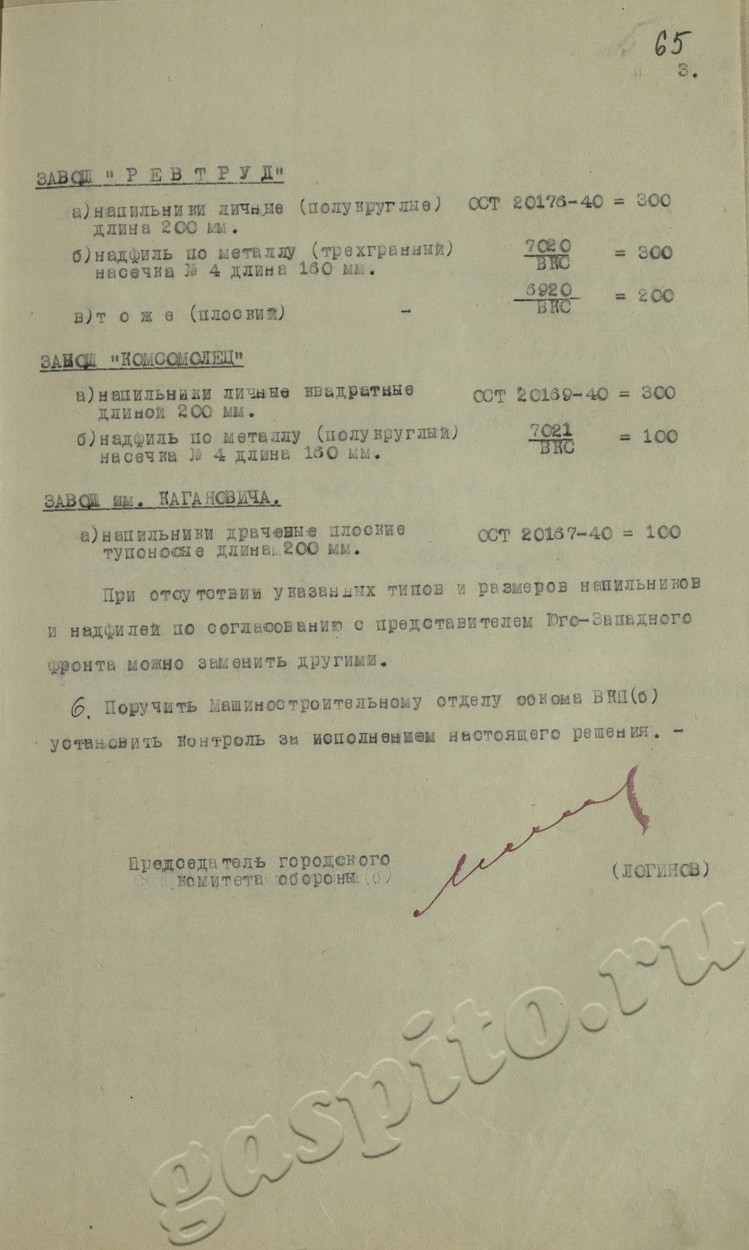 65
3.
ЗАВОД "Р Е В Т Р У Д"
а)напильники личные (полукруглые) ОСТ 20176-40 = 300
длина 200 мм.
б)надфиль по металлу (трехгранный) 7020/ВКС = 300
насечка № 4 длина 160 мм.
в)т о ж е (плоский) - 6920/ВКС = 200
ЗАВОД "КОМСОМОЛЕЦ"
а)напильники личные квадратные ОСТ 20169-40 = 300
длиной 200 мм.
б)надфиль по металлу (полукруглый) 7021/ВКС = 100
насечка № 4 длина 160 мм.
ЗАВОД им. КАГАНОВИЧА.
а)напильники драчевые плоские ОСТ 20167-40 = 100
тупоносые длина 200 мм.
При отсутствии указанных типов и размеров напильников
и надфилей по согласованию с представителем Юго-Западного
фронта можно заменить другими.
6. Поручить Машиностроительному отделу обкома ВКП(б)
установить контроль за исполнением настоящего решения. -
Председатель городского
комитета обороны (ЛОГИНОВ)
gaspito.ru